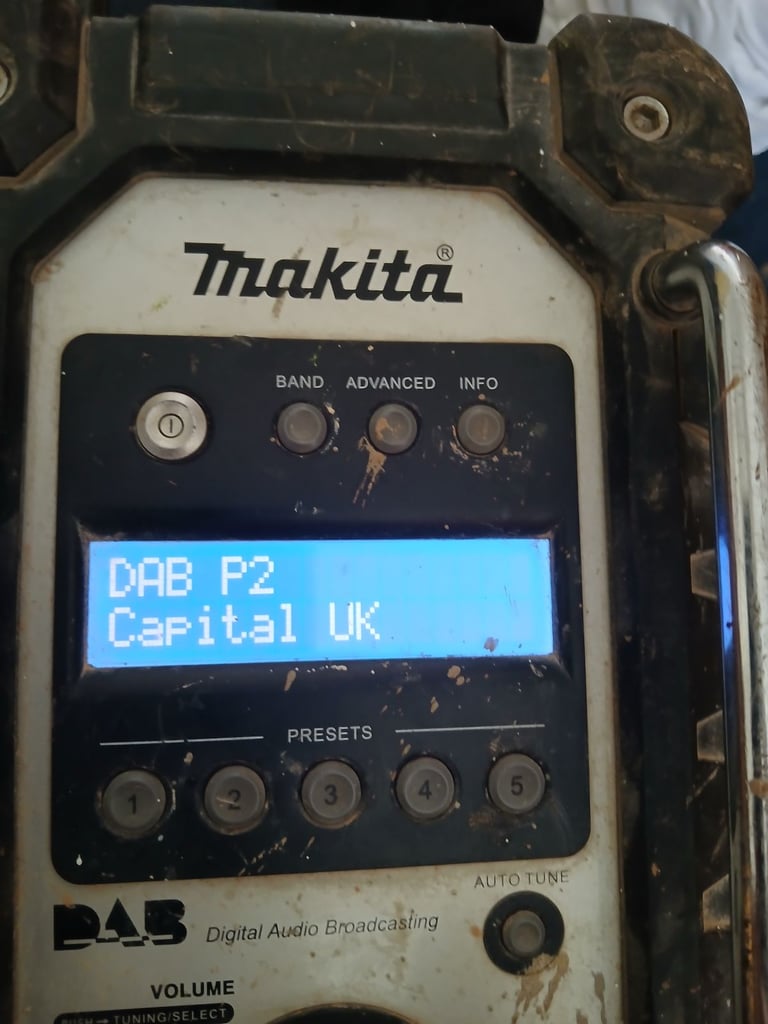 makita®
BAND ADVANCED INFO
DAB P2
Capital UK
PRESETS
1 2 3 4 5
AUTO TUNE
DAB Digital Audio Broadcasting
VOLUME
PUSH → TUNING/SELECT